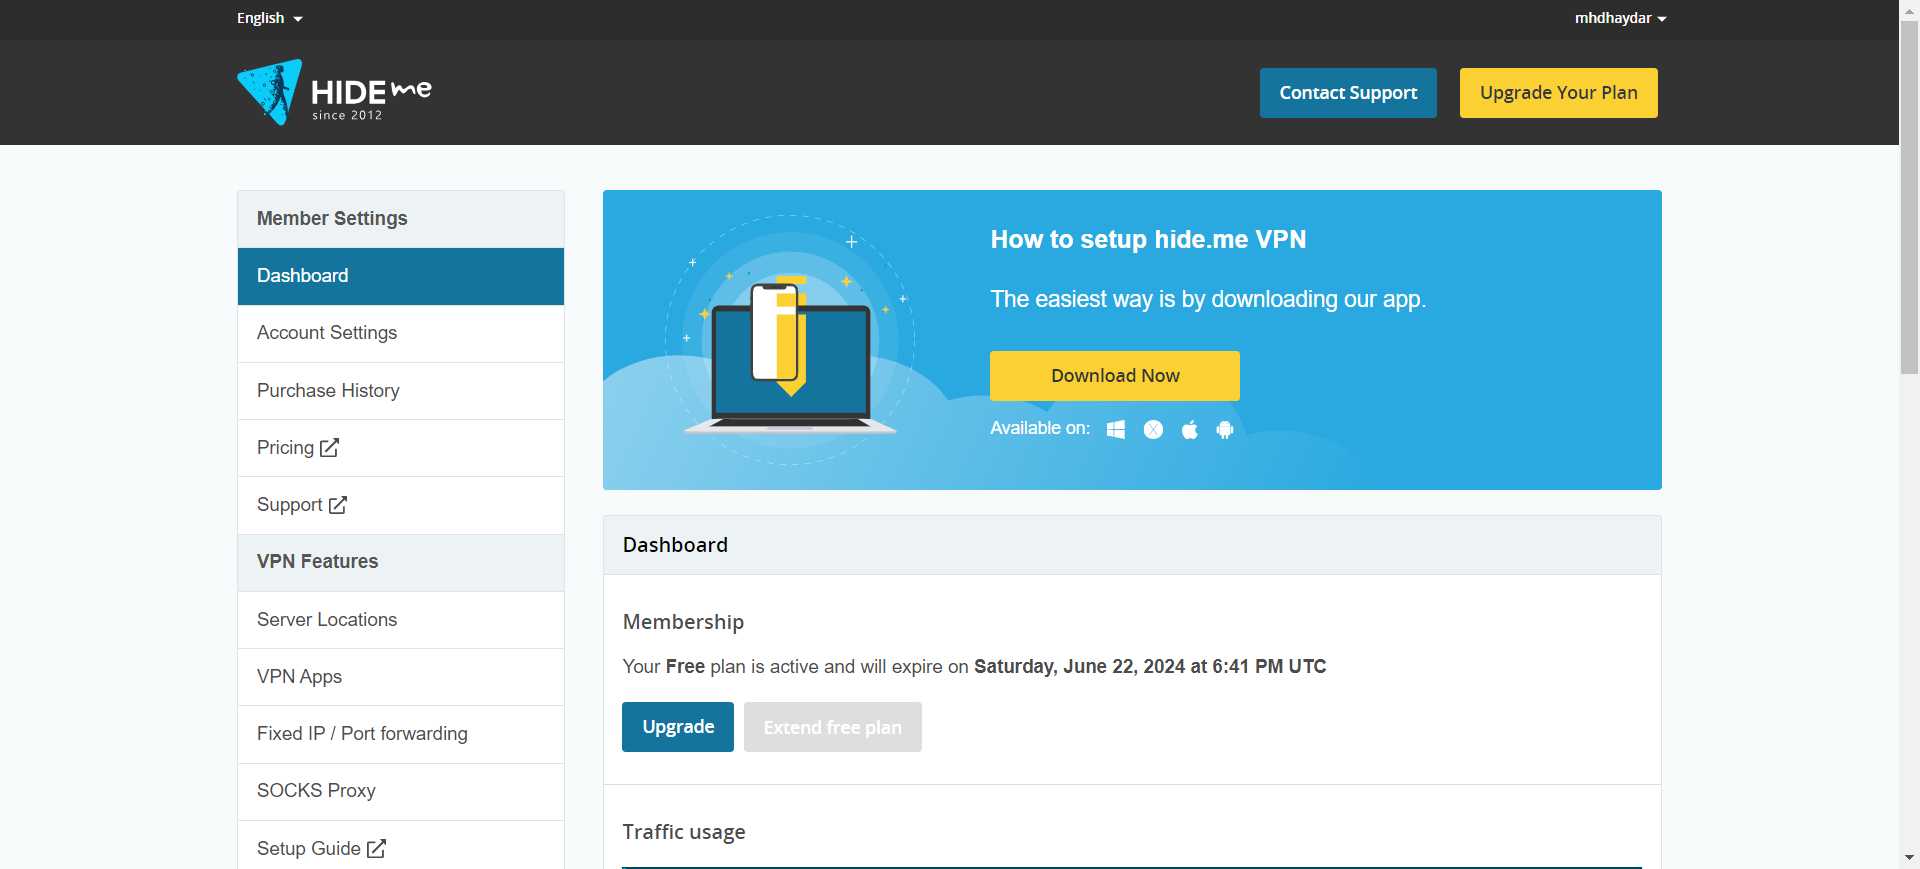 English
mhdhaydar
HIDE me
since 2012
Contact Support
Upgrade Your Plan
Member Settings
Dashboard
Account Settings
Purchase History
Pricing
Support
VPN Features
Server Locations
VPN Apps
Fixed IP / Port forwarding
SOCKS Proxy
Setup Guide
How to setup hide.me VPN
The easiest way is by downloading our app.
Download Now
Available on:
Dashboard
Membership
Your Free plan is active and will expire on Saturday, June 22, 2024 at 6:41 PM UTC
Upgrade
Extend free plan
Traffic usage